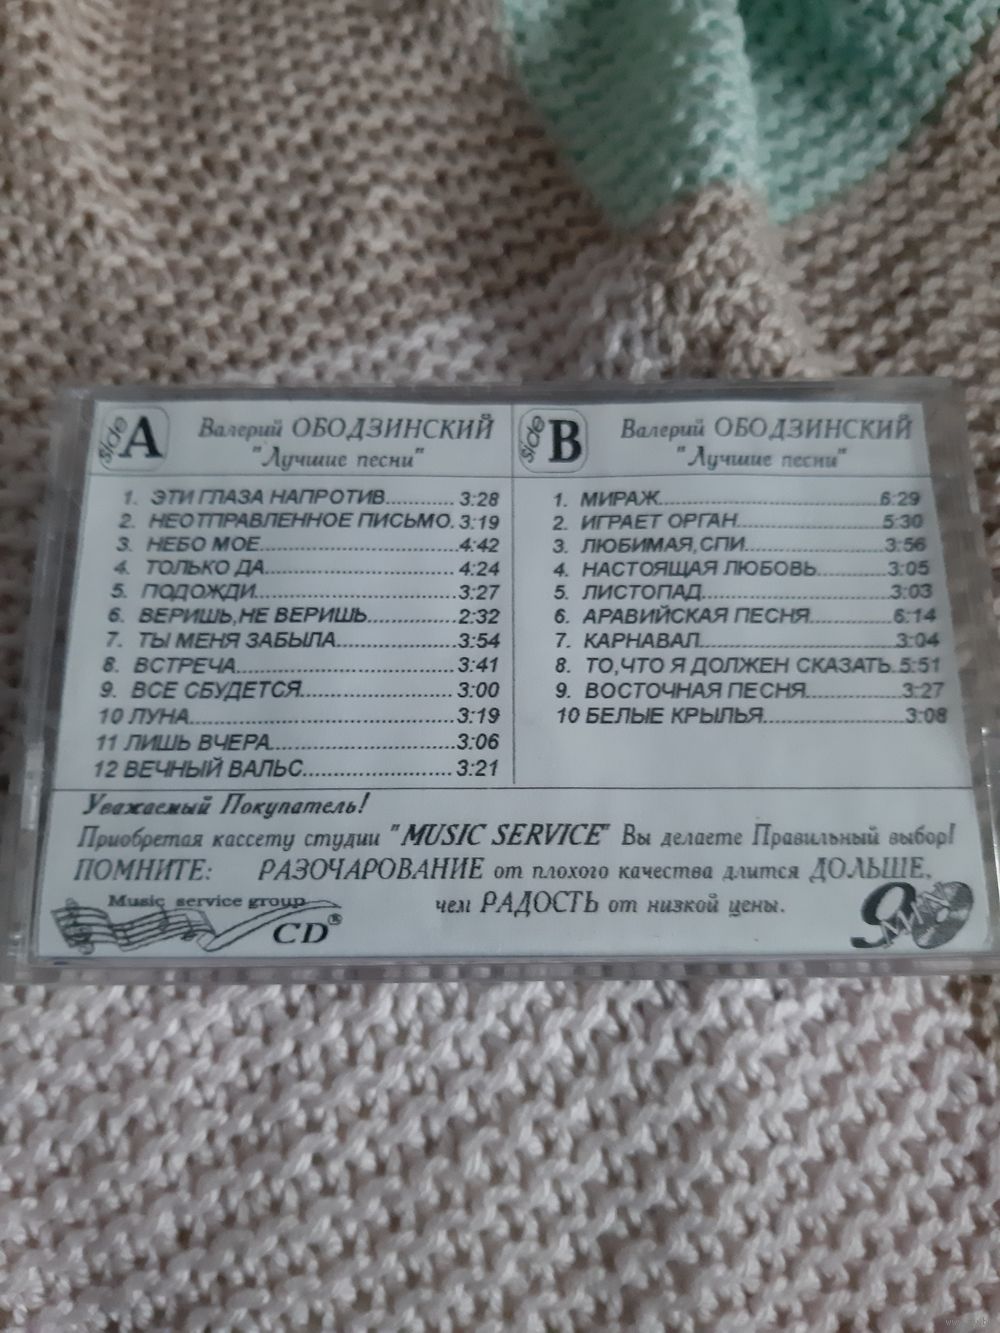 side A
Валерий ОБОДЗИНСКИЙ
"Лучшие песни"
1. ЭТИ ГЛАЗА НАПРОТИВ..........3:28
2. НЕОТПРАВЛЕННОЕ ПИСЬМО. 3:19
3. НЕБО МОЕ..............................4:42
4. ТОЛЬКО ДА.............................4:24
5. ПОДОЖДИ..............................3:27
6. ВЕРИШЬ,НЕ ВЕРИШЬ.............2:32
7. ТЫ МЕНЯ ЗАБЫЛА..................3:54
8. ВСТРЕЧА.................................3:41
9. ВСЕ СБУДЕТСЯ.......................3:00
10 ЛУНА........................................3:19
11 ЛИШЬ ВЧЕРА...........................3:06
12 ВЕЧНЫЙ ВАЛЬС......................3:21
side B
Валерий ОБОДЗИНСКИЙ
"Лучшие песни"
1. МИРАЖ.................................6:29
2. ИГРАЕТ ОРГАН......................5:30
3. ЛЮБИМАЯ,СПИ.....................3:56
4. НАСТОЯЩАЯ ЛЮБОВЬ..........3:05
5. ЛИСТОПАД............................3:03
6. АРАВИЙСКАЯ ПЕСНЯ............6:14
7. КАРНАВАЛ.............................3:04
8. ТО,ЧТО Я ДОЛЖЕН СКАЗАТЬ..5:51
9. ВОСТОЧНАЯ ПЕСНЯ..............3:27
10 БЕЛЫЕ КРЫЛЬЯ.....................3:08
Уважаемый Покупатель!
Приобретая кассету студии "MUSIC SERVICE" Вы делаете Правильный выбор!
ПОМНИТЕ: РАЗОЧАРОВАНИЕ от плохого качества длится ДОЛЬШЕ,
чем РАДОСТЬ от низкой цены.
Music service group
CD®
90
MIN